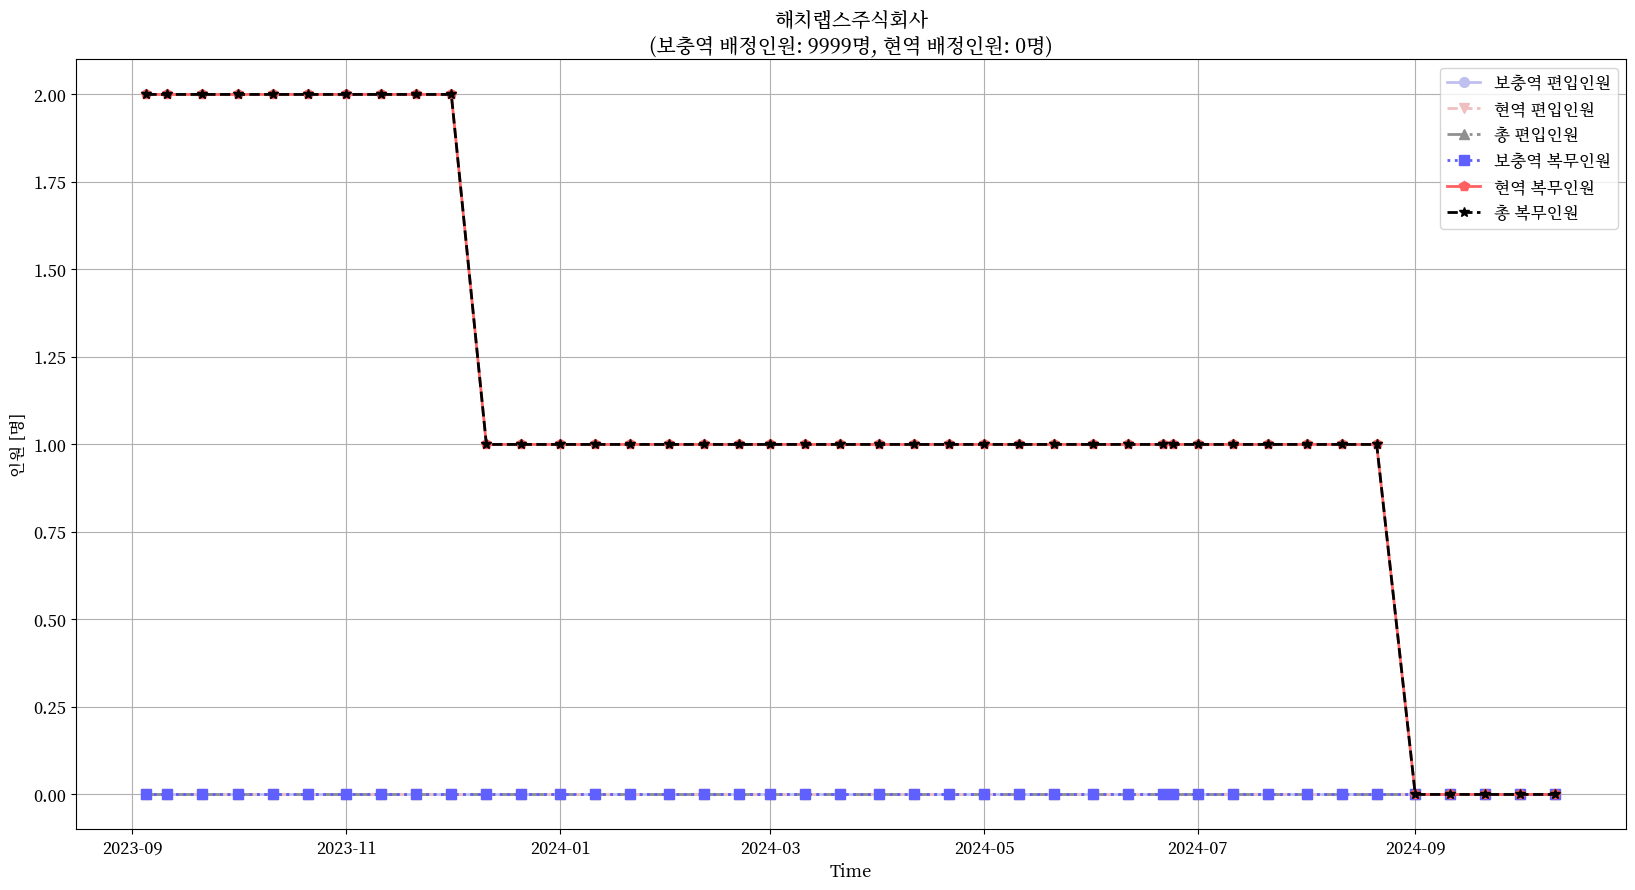 해치랩스주식회사
(보충역 배정인원: 9999명, 현역 배정인원: 0명)
보충역 편입인원
현역 편입인원
총 편입인원
보충역 복무인원
현역 복무인원
총 복무인원
2.00
1.75
1.50
1.25
1.00
0.75
0.50
0.25
0.00
인원 [명]
2023-09
2023-11
2024-01
2024-03
2024-05
2024-07
2024-09
Time